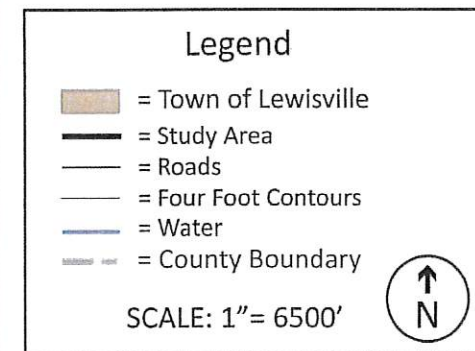 Legend
= Town of Lewisville
= Study Area
= Roads
= Four Foot Contours
= Water
= County Boundary
SCALE: 1"= 6500'
N